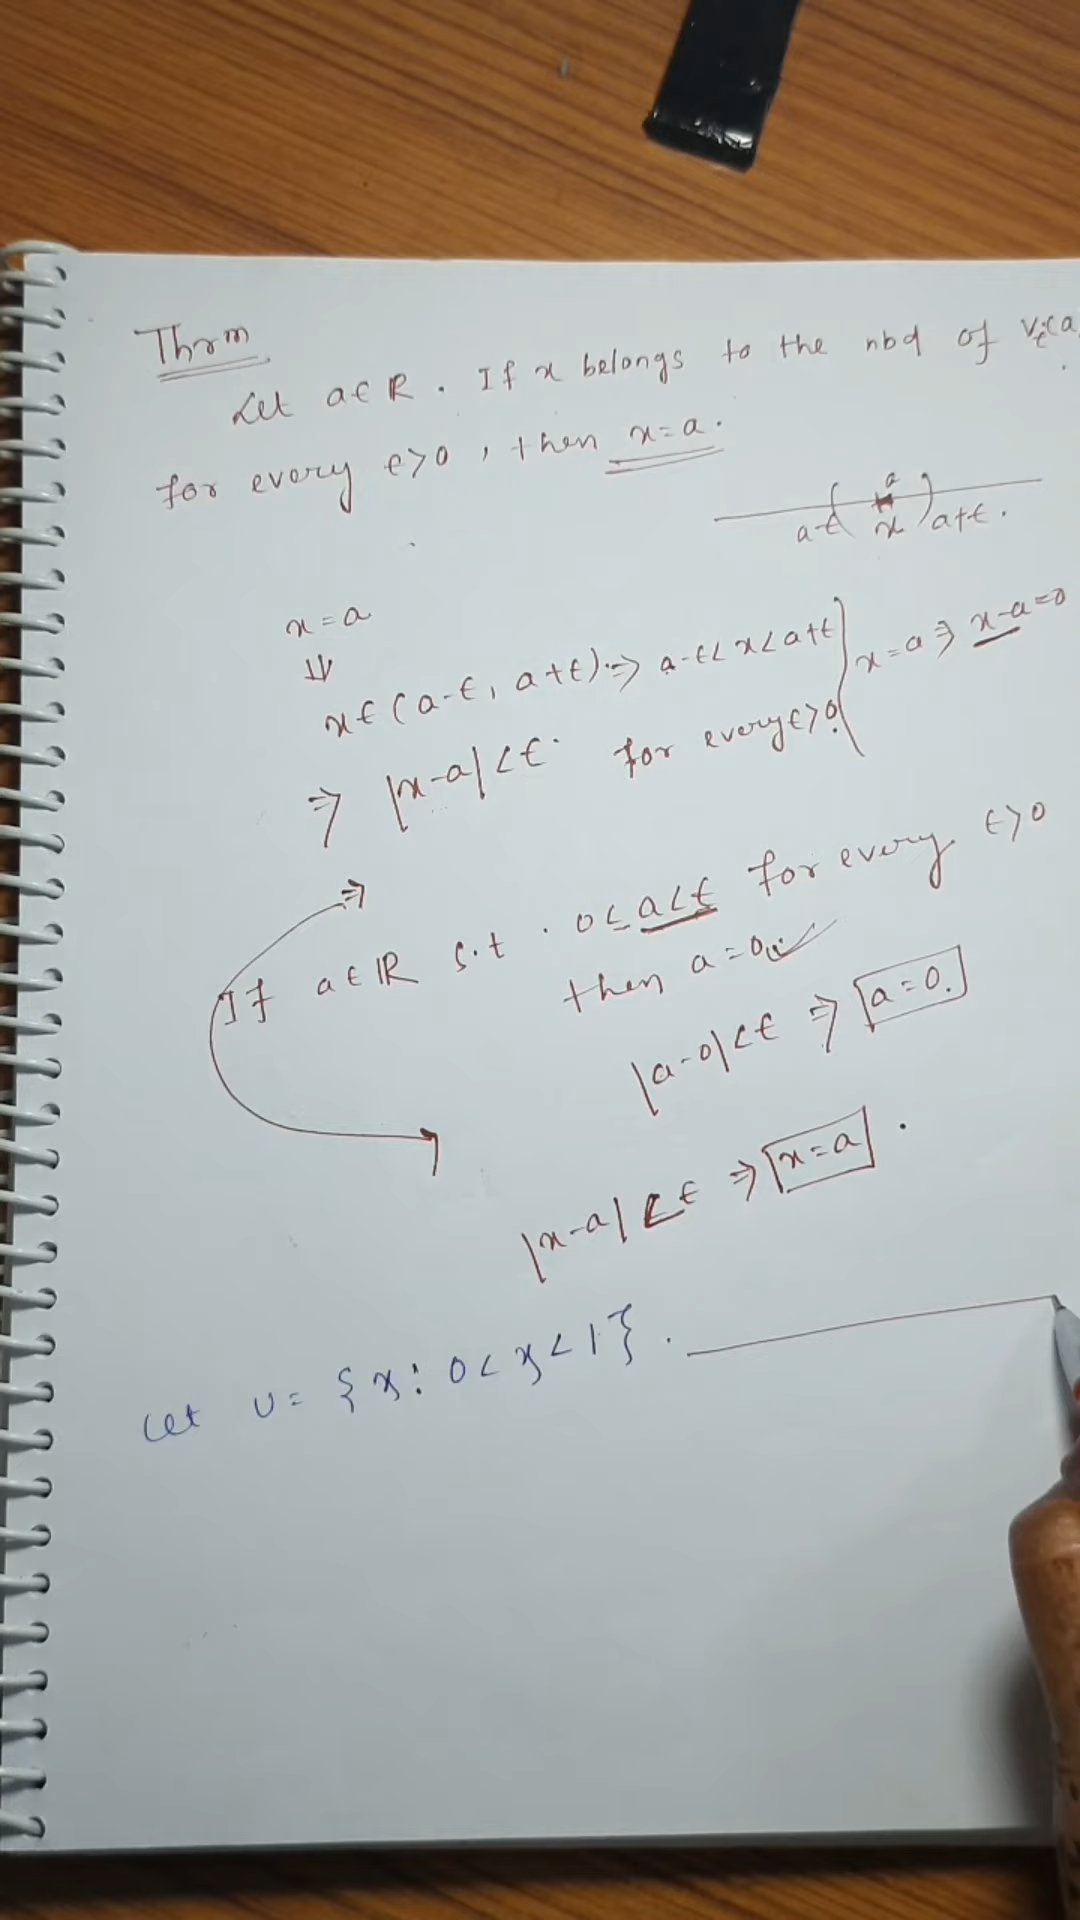 Thrm
Let a ∈ R . If x belongs to the nbd of Vε(a
for every ε>0 , then x=a .
a
a-ε x a+ε .
x = a
⇓
x ∈ (a-ε, a+ε) ⇒ a-ε < x < a+ε x=a ⇒ x-a=0
⇒ |x-a| < ε . for every ε>0
⇒
If a ∈ R s.t . 0 ≤ a < ε for every ε>0
then a = 0
|a-0| < ε ⇒ a=0.
|x-a| < ε ⇒ x=a .
Let U = {x : 0 < x < 1} .